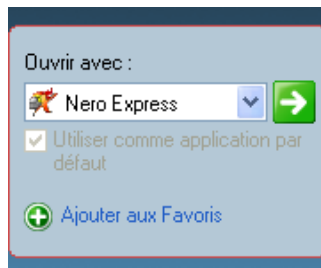 Ouvrir avec :
Nero Express
Utiliser comme application par
défaut
Ajouter aux Favoris